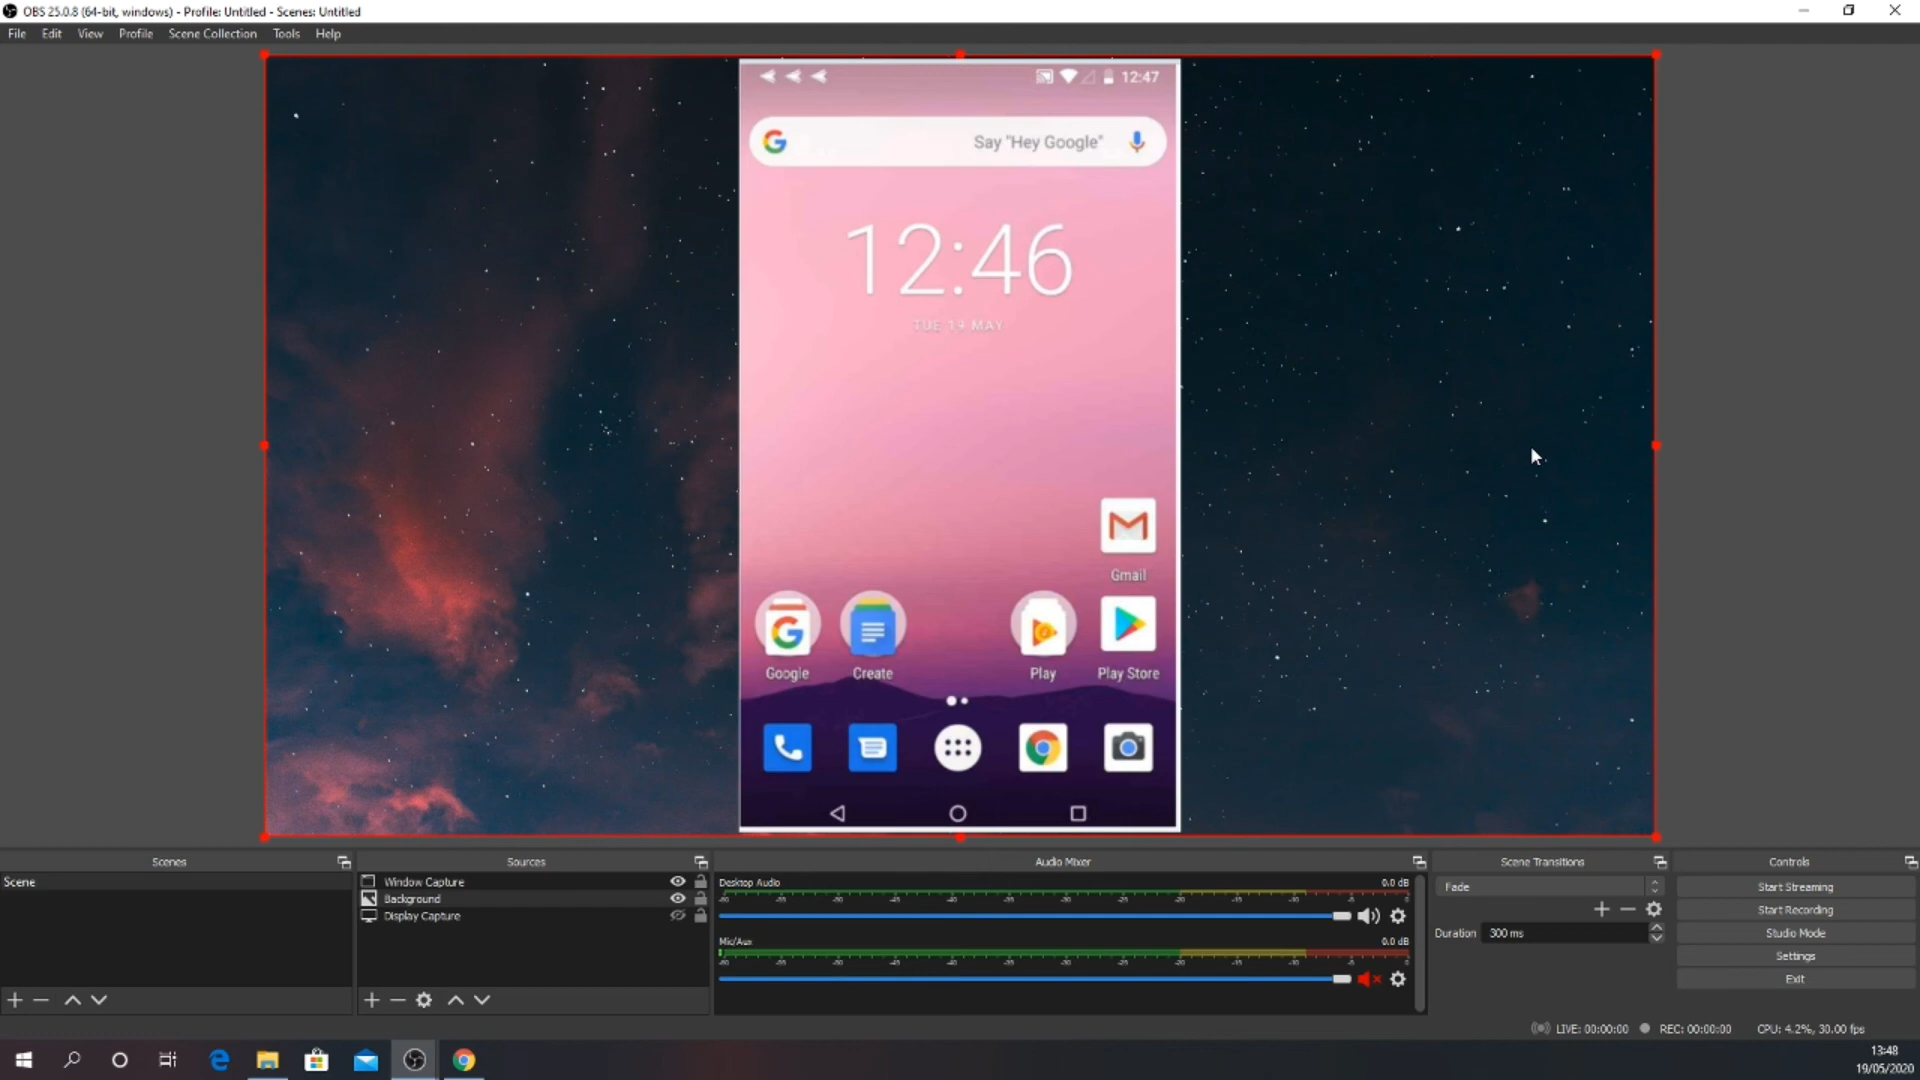 OBS 25.0.8 (64-bit, windows) - Profile: Untitled - Scenes: Untitled
File Edit View Profile Scene Collection Tools Help
12:47
Say "Hey Google"
12:46
TUE 19 MAY
Gmail
Google Create Play Play Store
Scenes Sources Audio Mixer Scene Transitions Controls
Scene
Window Capture
Background
Display Capture
Desktop Audio 0.0 dB
Mic/Aux 0.0 dB
Fade
Duration 300 ms
Start Streaming
Start Recording
Studio Mode
Settings
Exit
LIVE: 00:00:00 REC: 00:00:00 CPU: 4.2%, 30.00 fps
13:48
19/05/2020